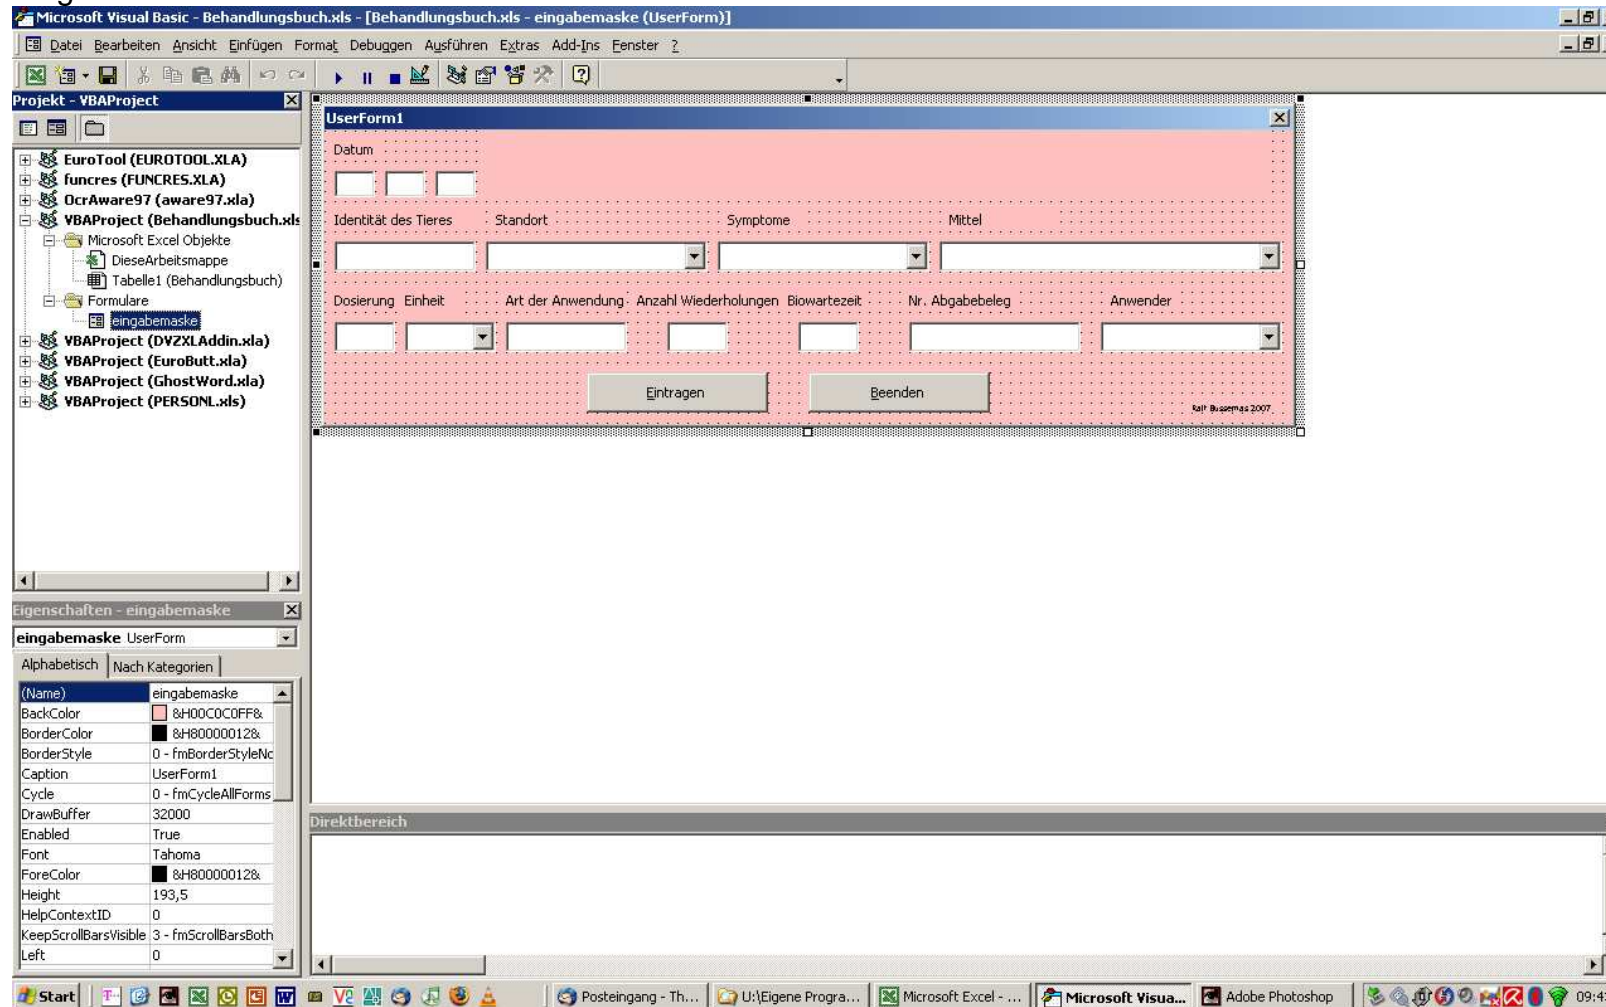 Microsoft Visual Basic - Behandlungsbuch.xls - [Behandlungsbuch.xls - eingabemaske (UserForm)]
Datei Bearbeiten Ansicht Einfügen Format Debuggen Ausführen Extras Add-Ins Fenster ?
Projekt - VBAProject
EuroTool (EUROTOOL.XLA)
funcres (FUNCRES.XLA)
OcrAware97 (aware97.xla)
VBAProject (Behandlungsbuch.xls
Microsoft Excel Objekte
DieseArbeitsmappe
Tabelle1 (Behandlungsbuch)
Formulare
eingabemaske
VBAProject (DVZXLAddin.xla)
VBAProject (EuroButt.xla)
VBAProject (GhostWord.xla)
VBAProject (PERSONL.xls)
UserForm1
Datum
Identität des Tieres Standort Symptome Mittel
Dosierung Einheit Art der Anwendung Anzahl Wiederholungen Biowartezeit Nr. Abgabebeleg Anwender
Eintragen Beenden
Ralf Bussemas 2007
Eigenschaften - eingabemaske
eingabemaske UserForm
Alphabetisch Nach Kategorien
(Name) eingabemaske
BackColor &H00C0C0FF&
BorderColor &H80000012&
BorderStyle 0 - fmBorderStyleNo
Caption UserForm1
Cycle 0 - fmCycleAllForms
DrawBuffer 32000
Enabled True
Font Tahoma
ForeColor &H80000012&
Height 193,5
HelpContextID 0
KeepScrollBarsVisible 3 - fmScrollBarsBoth
Left 0
Direktbereich
Start Posteingang - Th... U:\Eigene Progra... Microsoft Excel - ... Microsoft Visua... Adobe Photoshop 09:4